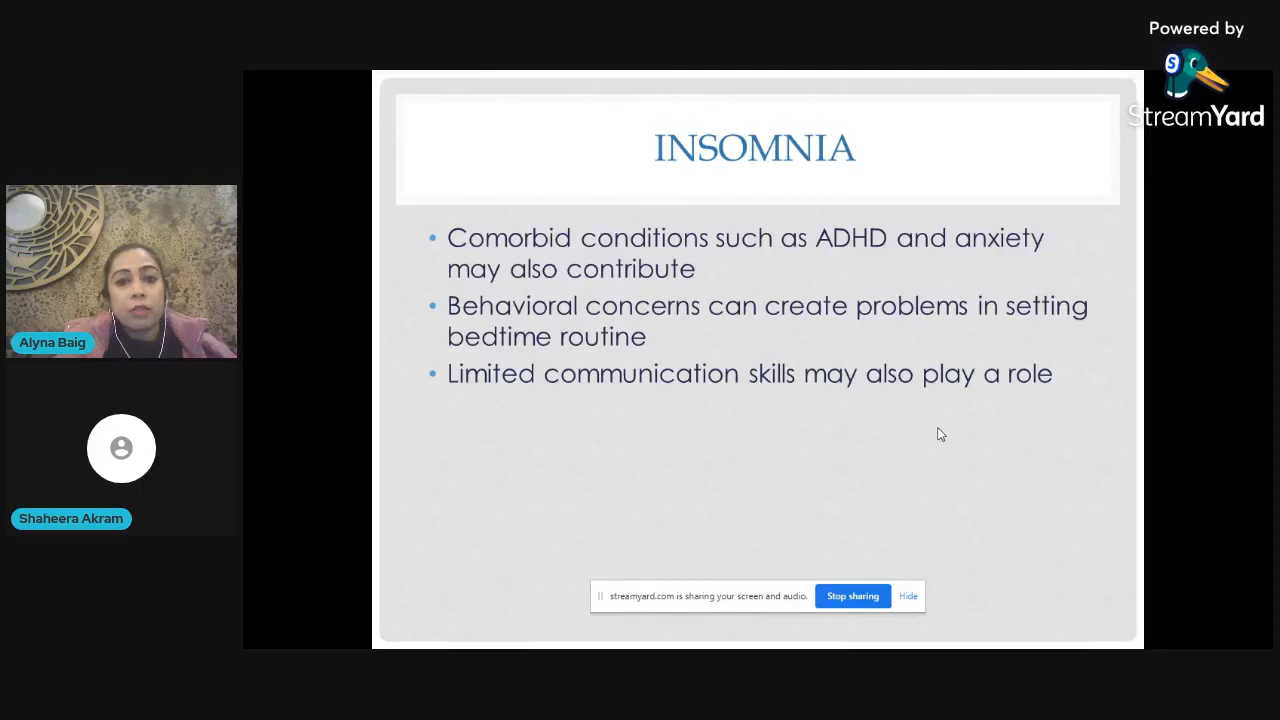 Powered by
StreamYard
INSOMNIA
• Comorbid conditions such as ADHD and anxiety
may also contribute
• Behavioral concerns can create problems in setting
bedtime routine
• Limited communication skills may also play a role
Alyna Baig
Shaheera Akram
streamyard.com is sharing your screen and audio. Stop sharing Hide